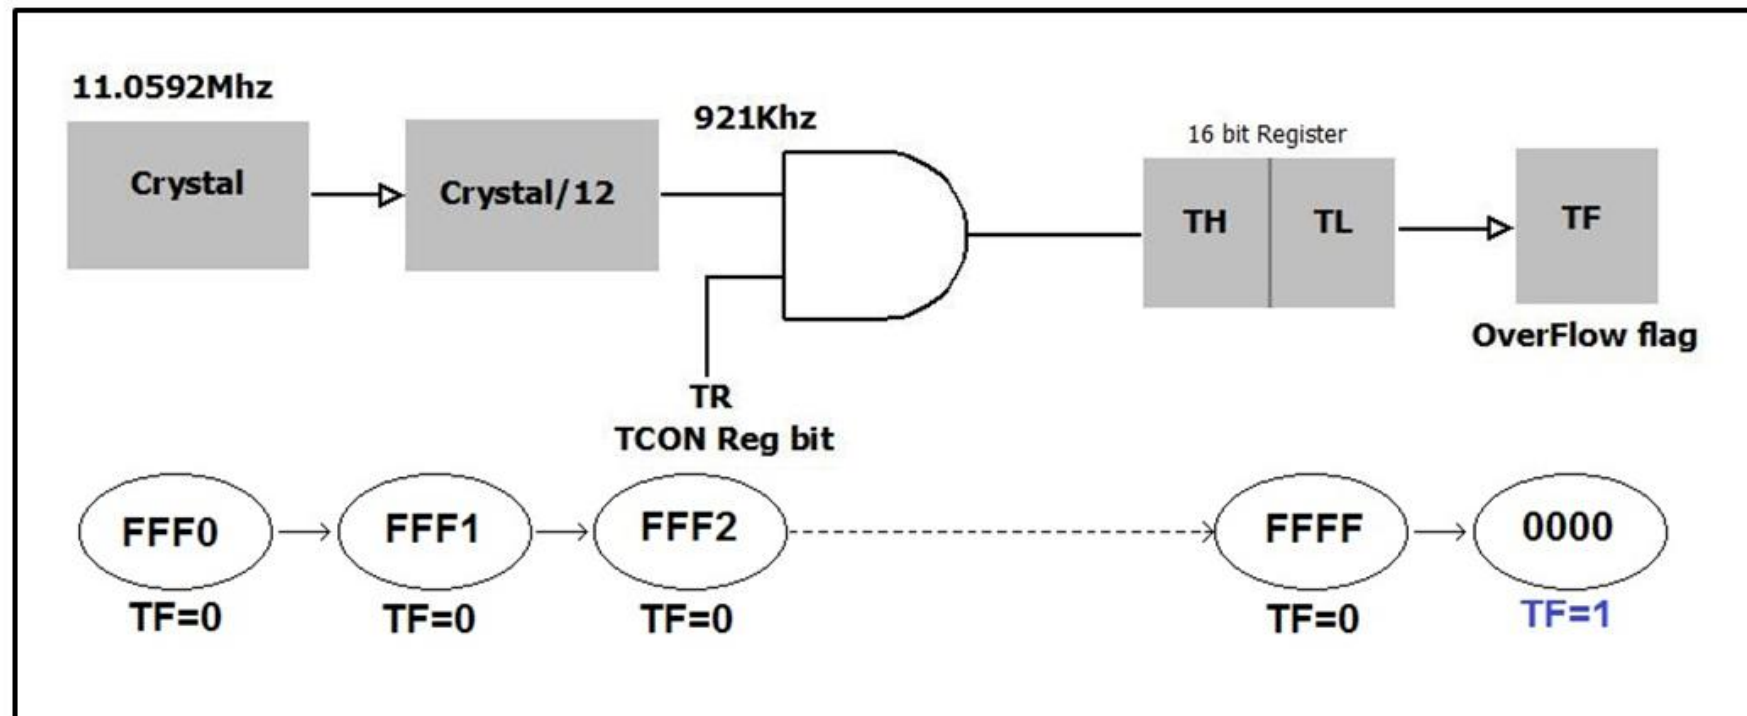 11.0592Mhz
Crystal
Crystal/12
921Khz
16 bit Register
TH
TL
TF
OverFlow flag
TR
TCON Reg bit
FFF0
FFF1
FFF2
FFFF
0000
TF=0
TF=0
TF=0
TF=0
TF=1